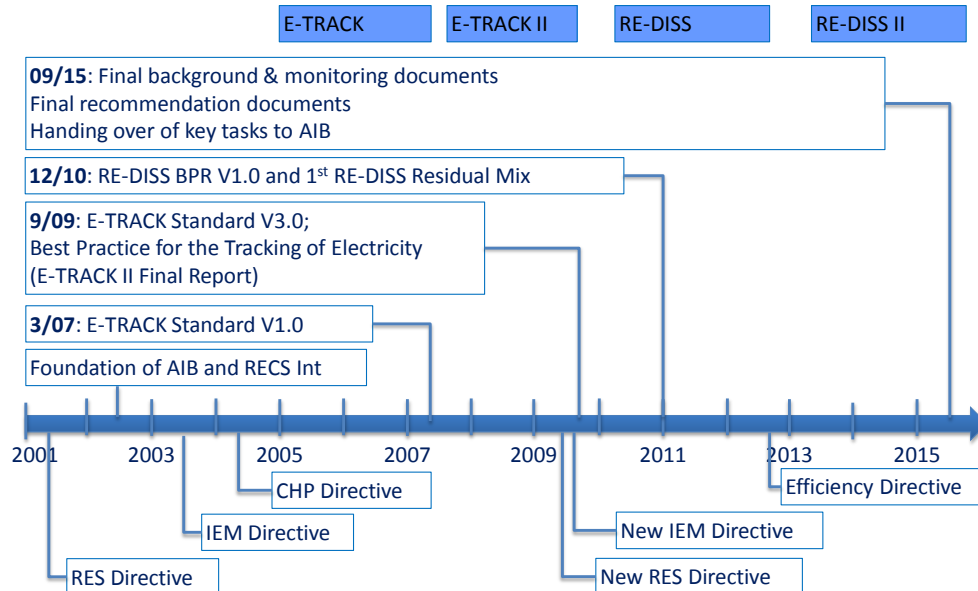 E-TRACK
E-TRACK II
RE-DISS
RE-DISS II
09/15: Final background & monitoring documents
Final recommendation documents
Handing over of key tasks to AIB
12/10: RE-DISS BPR V1.0 and 1st RE-DISS Residual Mix
9/09: E-TRACK Standard V3.0;
Best Practice for the Tracking of Electricity
(E-TRACK II Final Report)
3/07: E-TRACK Standard V1.0
Foundation of AIB and RECS Int
2001 2003 2005 2007 2009 2011 2013 2015
CHP Directive
Efficiency Directive
IEM Directive
New IEM Directive
RES Directive
New RES Directive